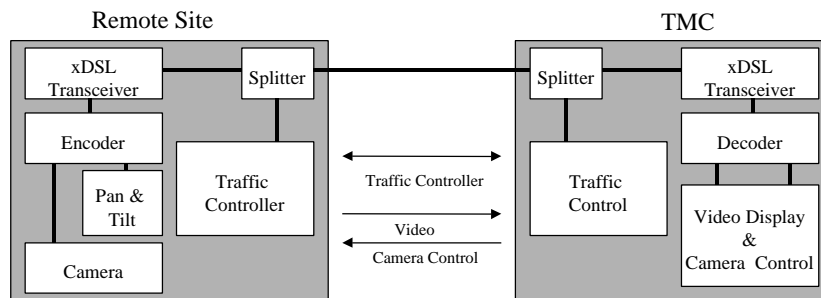 Remote Site
TMC
xDSL
Transceiver
Splitter
Encoder
Pan &
Tilt
Traffic
Controller
Camera
Traffic Controller
Video
Camera Control
Splitter
xDSL
Transceiver
Decoder
Traffic
Control
Video Display
&
Camera Control